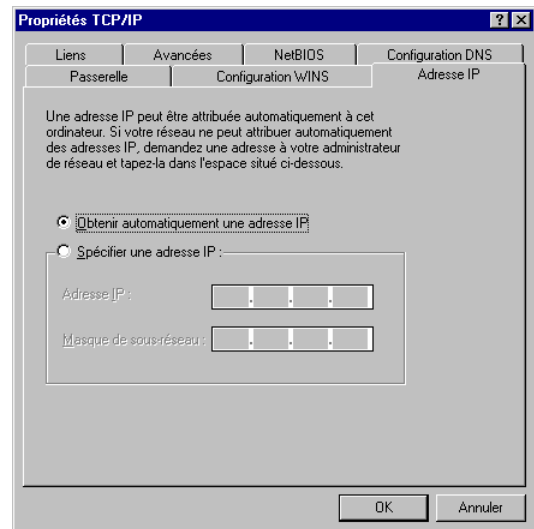 Propriétés TCP/IP
Liens Avancées NetBIOS Configuration DNS
Passerelle Configuration WINS Adresse IP
Une adresse IP peut être attribuée automatiquement à cet
ordinateur. Si votre réseau ne peut attribuer automatiquement
des adresses IP, demandez une adresse à votre administrateur
de réseau et tapez-la dans l'espace situé ci-dessous.
Obtenir automatiquement une adresse IP
Spécifier une adresse IP :
Adresse IP :
Masque de sous-réseau :
OK Annuler